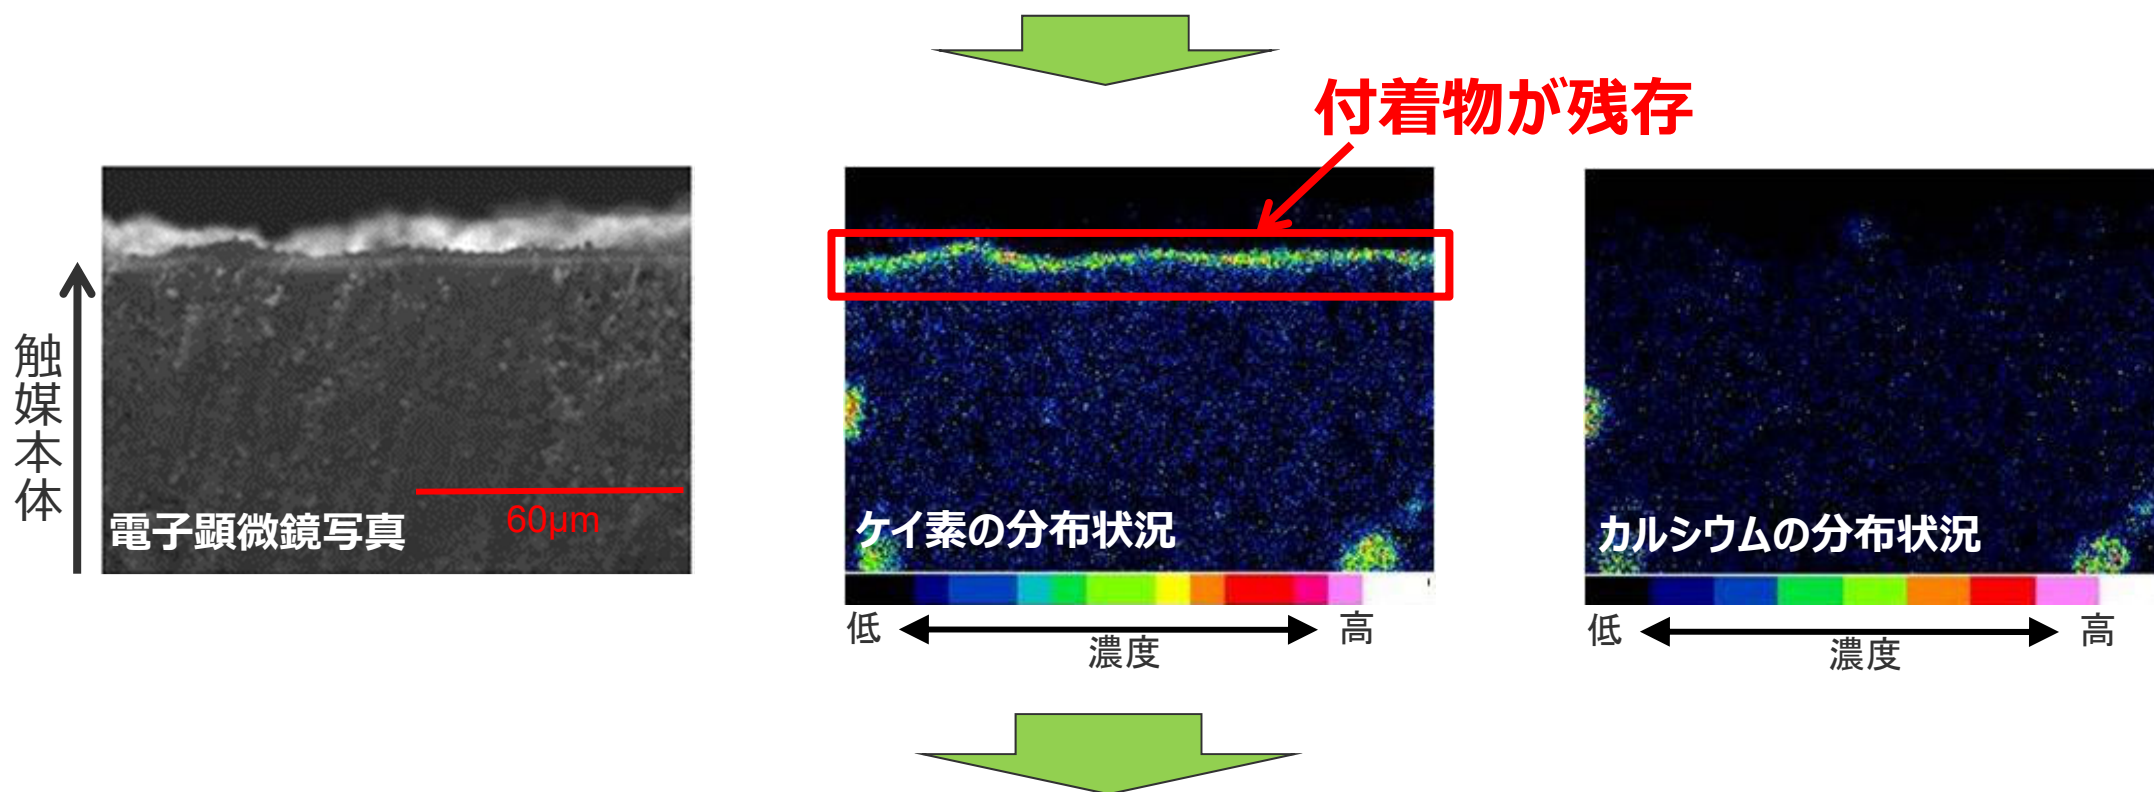 付着物が残存
触媒本体
電子顕微鏡写真
60μm
ケイ素の分布状況
カルシウムの分布状況
低
高
濃度
低
高
濃度